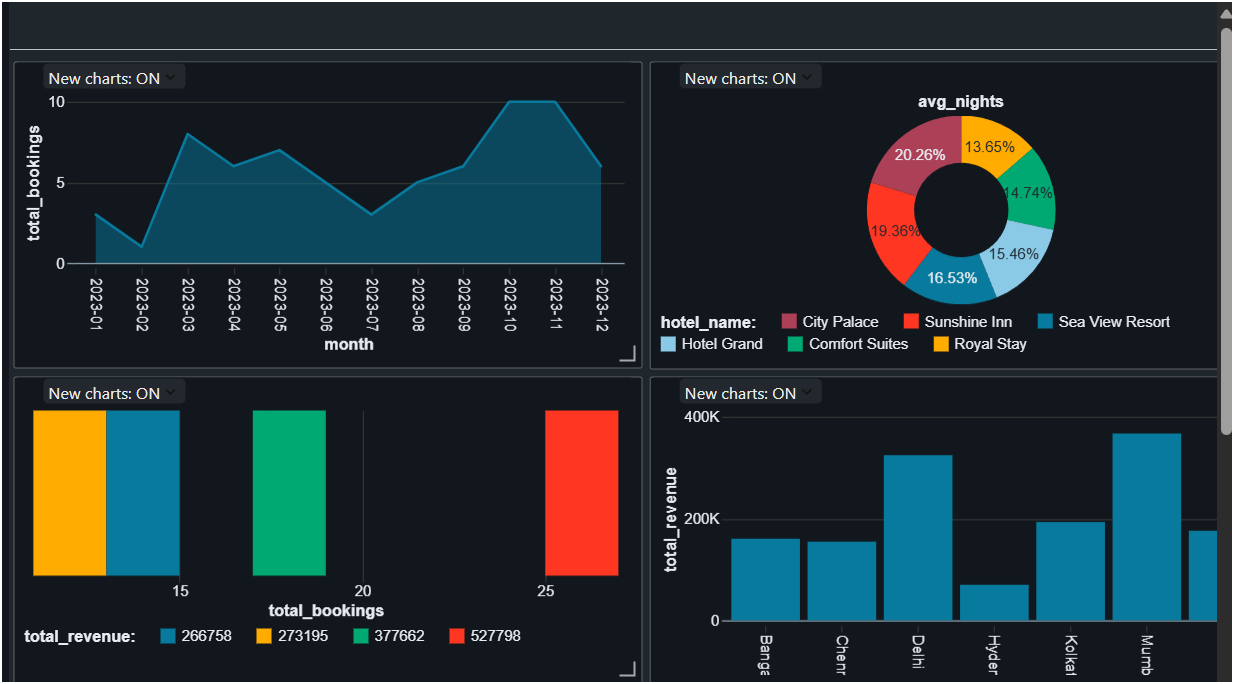 New charts: ON
total_bookings
10
5
0
2023-01
2023-02
2023-03
2023-04
2023-05
2023-06
2023-07
2023-08
2023-09
2023-10
2023-11
2023-12
month
New charts: ON
avg_nights
20.26%
13.65%
14.74%
19.36%
15.46%
16.53%
hotel_name: City Palace Sunshine Inn Sea View Resort
Hotel Grand Comfort Suites Royal Stay
New charts: ON
15 20 25
total_bookings
total_revenue: 266758 273195 377662 527798
New charts: ON
total_revenue
400K
200K
0
Banga
Chenr
Delhi
Hyder
Kolkat
Mumb